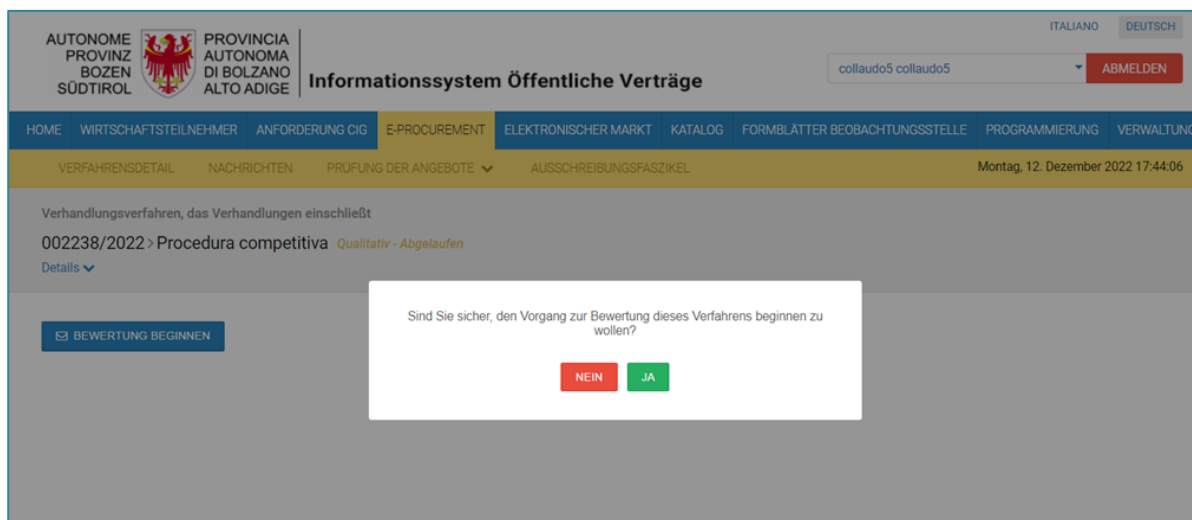 ITALIANO DEUTSCH
AUTONOME PROVINZ BOZEN SÜDTIROL
PROVINCIA AUTONOMA DI BOLZANO ALTO ADIGE
Informationssystem Öffentliche Verträge
collaudo5 collaudo5 ABMELDEN
HOME WIRTSCHAFTSTEILNEHMER ANFORDERUNG CIG E-PROCUREMENT ELEKTRONISCHER MARKT KATALOG FORMBLÄTTER BEOBACHTUNGSSTELLE PROGRAMMIERUNG VERWALTUNG
VERFAHRENSDETAIL NACHRICHTEN PRÜFUNG DER ANGEBOTE AUSSCHREIBUNGSFASZIKEL Montag, 12. Dezember 2022 17:44:06
Verhandlungsverfahren, das Verhandlungen einschließt
002238/2022 > Procedura competitiva Qualitativ - Abgelaufen
Details
Sind Sie sicher, den Vorgang zur Bewertung dieses Verfahrens beginnen zu
wollen?
BEWERTUNG BEGINNEN
NEIN JA